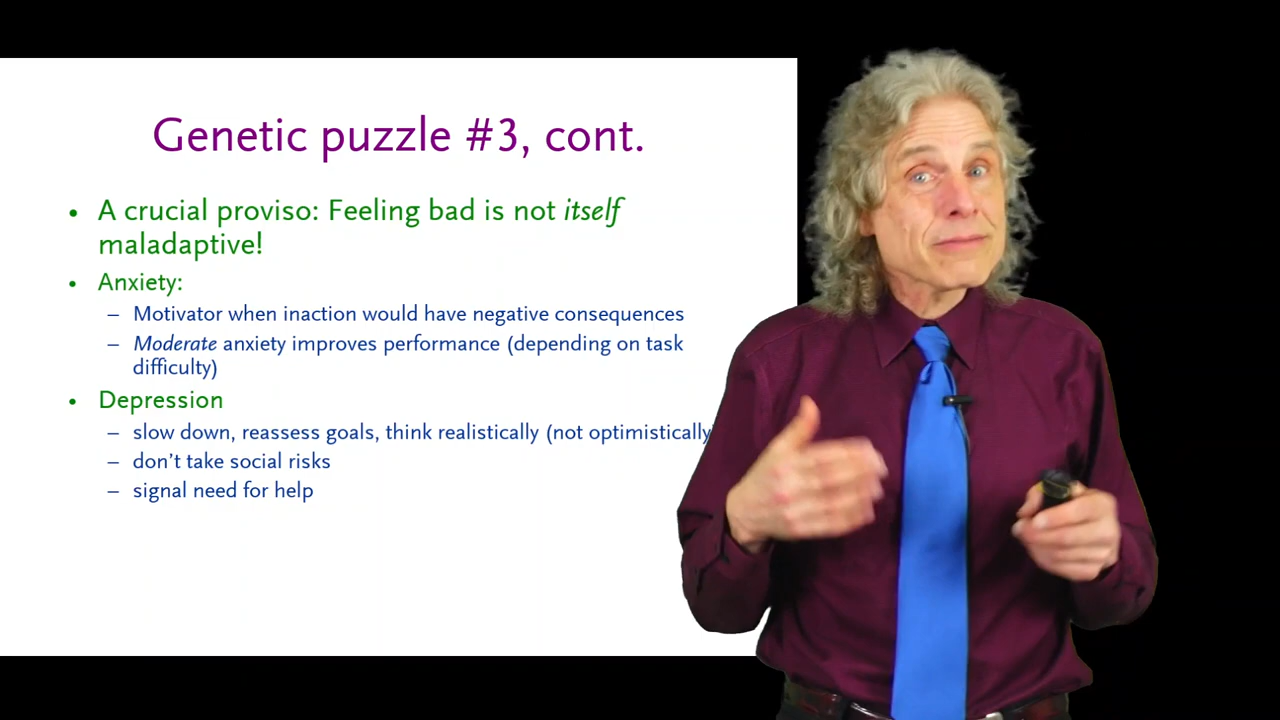 Genetic puzzle #3, cont.
• A crucial proviso: Feeling bad is not itself
maladaptive!
• Anxiety:
– Motivator when inaction would have negative consequences
– Moderate anxiety improves performance (depending on task
difficulty)
• Depression
– slow down, reassess goals, think realistically (not optimistically
– don’t take social risks
– signal need for help